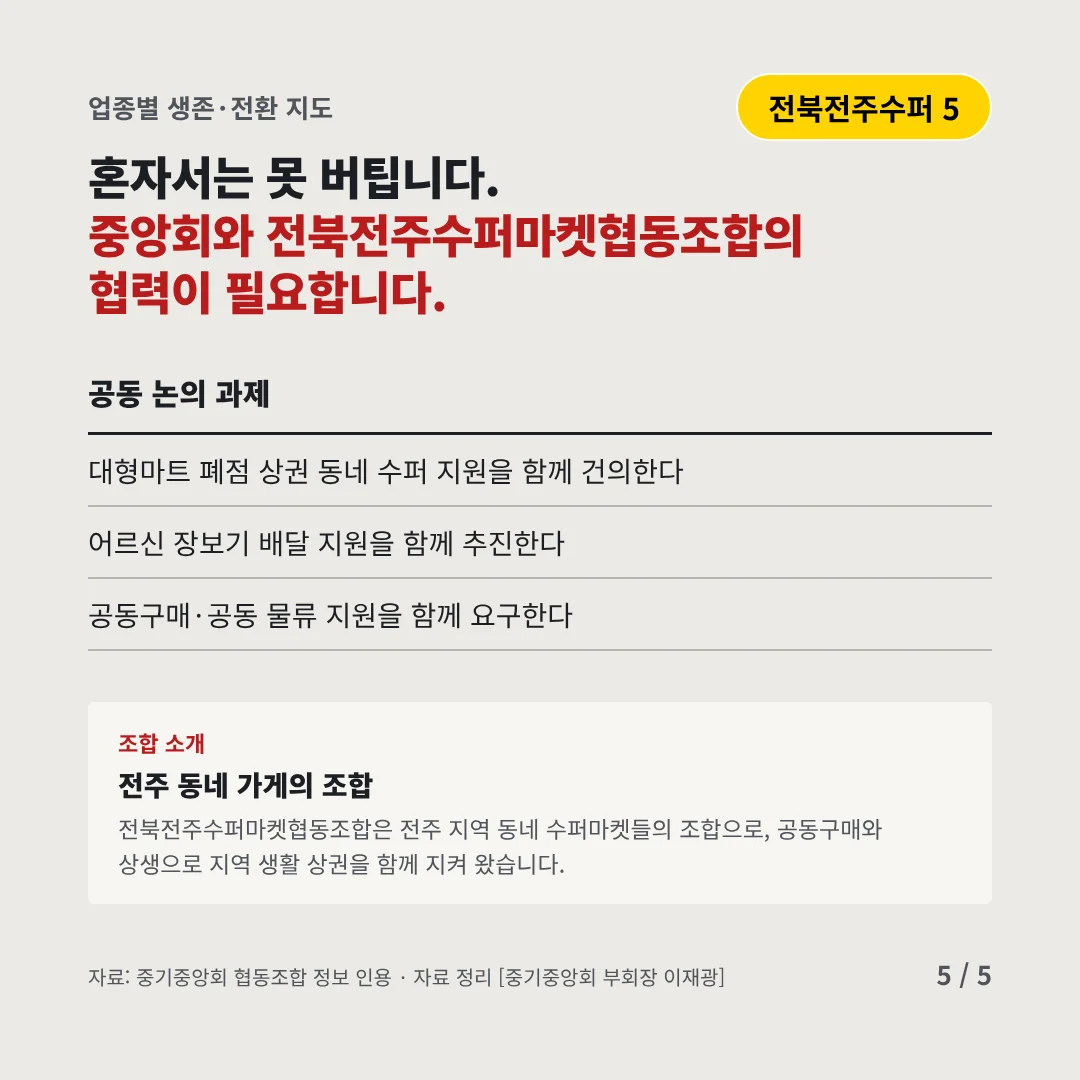 업종별 생존·전환 지도
전북전주수퍼 5
혼자서는 못 버팁니다.
중앙회와 전북전주수퍼마켓협동조합의
협력이 필요합니다.
공동 논의 과제
대형마트 폐점 상권 동네 수퍼 지원을 함께 건의한다
어르신 장보기 배달 지원을 함께 추진한다
공동구매·공동 물류 지원을 함께 요구한다
조합 소개
전주 동네 가게의 조합
전북전주수퍼마켓협동조합은 전주 지역 동네 수퍼마켓들의 조합으로, 공동구매와
상생으로 지역 생활 상권을 함께 지켜 왔습니다.
자료: 중기중앙회 협동조합 정보 인용 · 자료 정리 [중기중앙회 부회장 이재광]
5 / 5